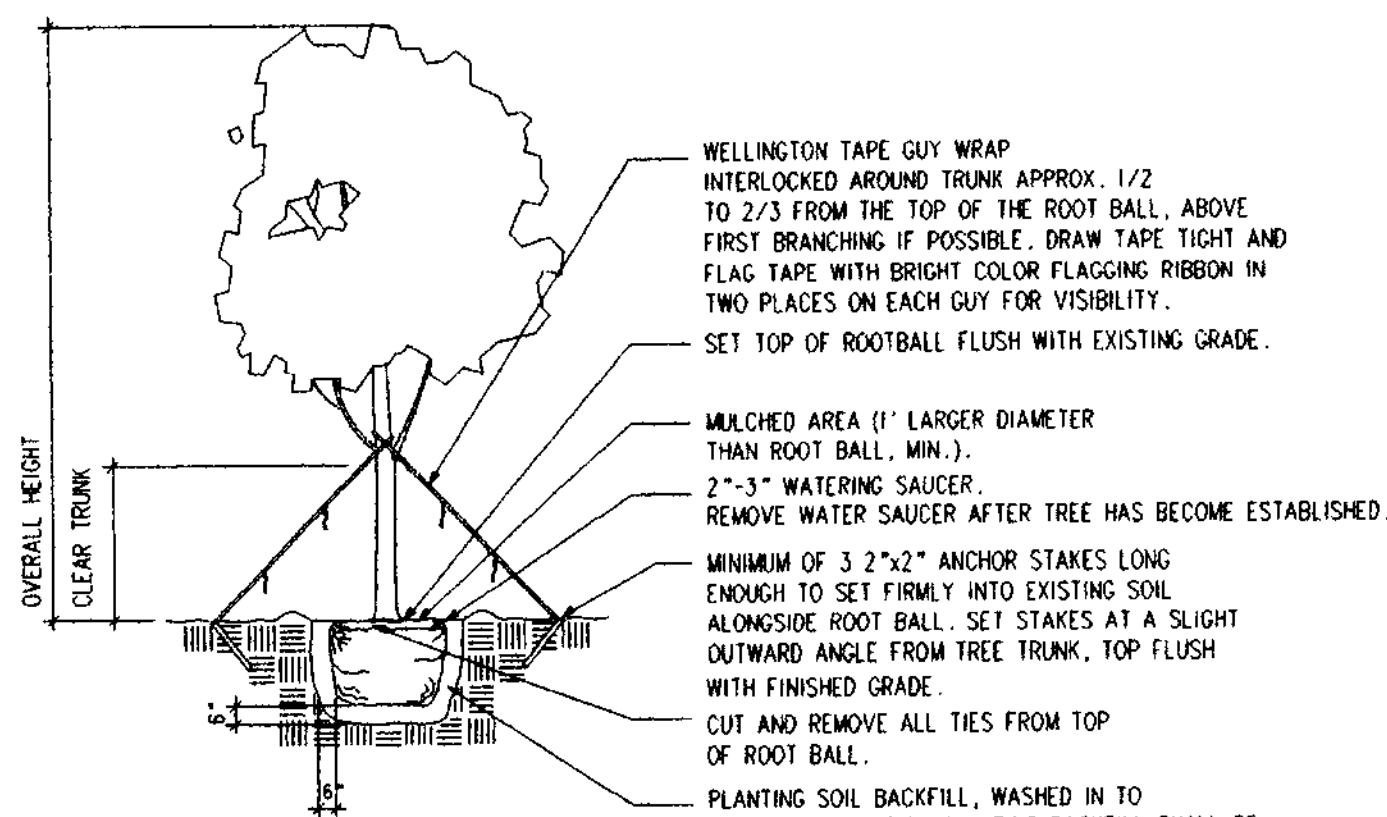 WELLINGTON TAPE GUY WRAP
INTERLOCKED AROUND TRUNK APPROX. 1/2
TO 2/3 FROM THE TOP OF THE ROOT BALL, ABOVE
FIRST BRANCHING IF POSSIBLE. DRAW TAPE TIGHT AND
FLAG TAPE WITH BRIGHT COLOR FLAGGING RIBBON IN
TWO PLACES ON EACH GUY FOR VISIBILITY.
SET TOP OF ROOTBALL FLUSH WITH EXISTING GRADE.
MULCHED AREA (1' LARGER DIAMETER
THAN ROOT BALL, MIN.).
2"-3" WATERING SAUCER.
REMOVE WATER SAUCER AFTER TREE HAS BECOME ESTABLISHED.
MINIMUM OF 3 2"x2" ANCHOR STAKES LONG
ENOUGH TO SET FIRMLY INTO EXISTING SOIL
ALONGSIDE ROOT BALL. SET STAKES AT A SLIGHT
OUTWARD ANGLE FROM TREE TRUNK, TOP FLUSH
WITH FINISHED GRADE.
CUT AND REMOVE ALL TIES FROM TOP
OF ROOT BALL.
PLANTING SOIL BACKFILL, WASHED IN TO
OVERALL HEIGHT
CLEAR TRUNK
6"
6"